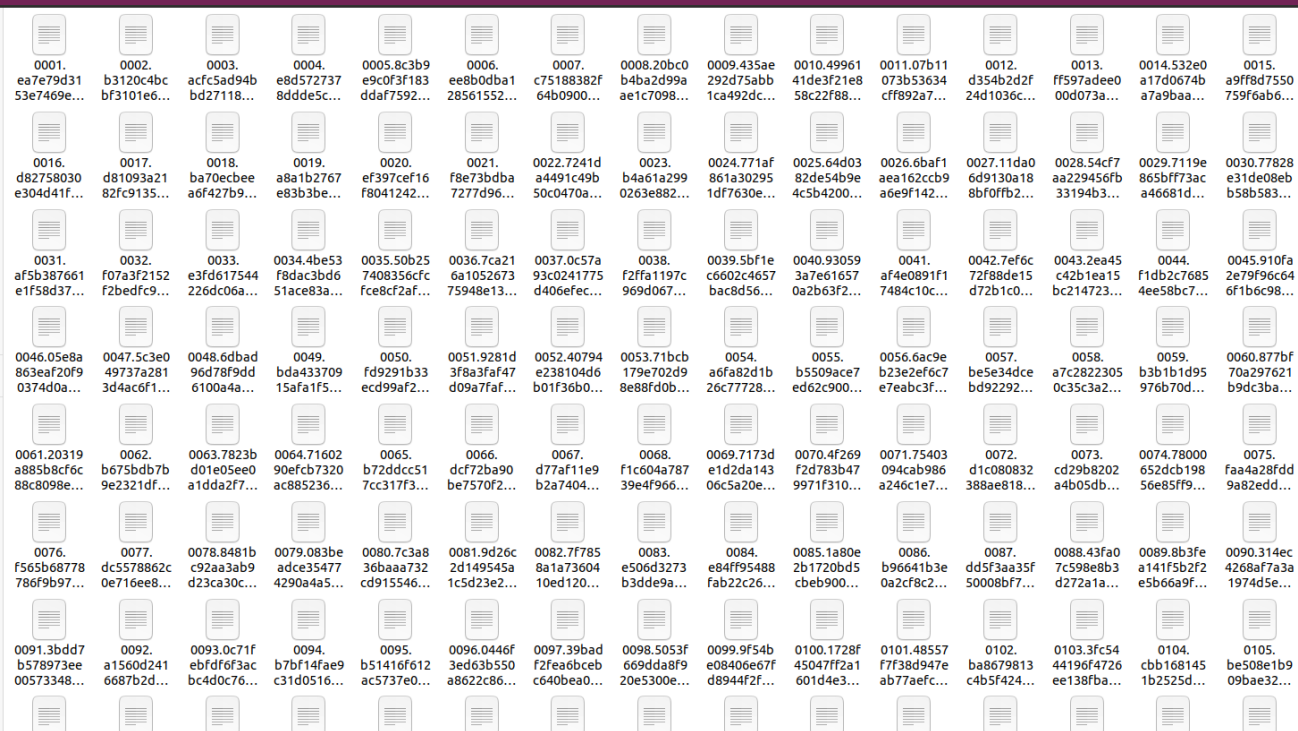 0001. 0002. 0003. 0004. 0005.8c3b9 0006. 0007. 0008.20bc0 0009.435ae 0010.49961 0011.07b11 0012. 0013. 0014.532e0 0015.
ea7e79d31 b3120c4bc acfc5ad94b e8d572737 e9c0f3f183 ee8b0dba1 c75188382f b4ba2d99a 292d75abb 41de3f21e8 073b53634 d354b2d2f ff597adee0 a17d0674b a9ff8d7550
53e7469e... bf3101e6... bd27118... 8ddde5c... ddaf7592... 28561552... 64b0900... ae1c7098... 1ca492dc... 58c22f88... cff892a7... 24d1036c... 00d073a... a7a9baa... 759f6ab6...
0016. 0017. 0018. 0019. 0020. 0021. 0022.7241d 0023. 0024.771af 0025.64d03 0026.6baf1 0027.11da0 0028.54cf7 0029.7119e 0030.77828
d82758030 d81093a21 ba70ecbee a8a1b2767 ef397cef16 f8e73bdba a4491c49b b4a61a299 861a30295 82de54b9e aea162ccb9 6d9130a18 aa229456fb 865bff73ac e31de08eb
e304d41f... 82fc9135... a6f427b9... e83b3be... f8041242... 7277d96... 50c0470a... 0263e882... 1df7630e... 4c5b4200... a6e9f142... 8bf0ffb2... 33194b3... a46681d... b58b583...
0031. 0032. 0033. 0034.4be53 0035.50b25 0036.7ca21 0037.0c57a 0038. 0039.5bf1e 0040.93059 0041. 0042.7ef6c 0043.2ea45 0044. 0045.910fa
af5b387661 f07a3f2152 e3fd617544 f8dac3bd6 7408356cfc 6a1052673 93c0241775 f2ffa1197c c6602c4657 3a7e61657 af4e0891f1 72f88de15 c42b1ea15 f1db2c7685 2e79f96c64
e1f58d37... f2bedfc9... 226dc06a... 51ace83a... fce8cf2af... 75948e13... d406efec... 969d067... bac8d56... 0a2b63f2... 7484c10c... d72b1c0... bc214723... 4ee58bc7... 6f1b6c98...
0046.05e8a 0047.5c3e0 0048.6dbad 0049. 0050. 0051.9281d 0052.40794 0053.71bcb 0054. 0055. 0056.6ac9e 0057. 0058. 0059. 0060.877bf
863eaf20f9 49737a281 96d78f9dd bda433709 fd9291b33 3f8a3faf47 e238104d6 179e702d9 a6fa82d1b b5509ace7 b23e2ef6c7 be5e34dce a7c2822305 b3b1b1d95 70a297621
0374d0a... 3d4ac6f1... 6100a4a... 15afa1f5... ecd99af2... d09a7faf... b01f36b0... 8e88fd0b... 26c77728... ed62c900... e7eabc3f... bd92292... 0c35c3a2... 976b70d... b9dc3ba...
0061.20319 0062. 0063.7823b 0064.71602 0065. 0066. 0067. 0068. 0069.7173d 0070.4f269 0071.75403 0072. 0073. 0074.78000 0075.
a885b8cf6c b675bdb7b d01e05ee0 90efcb7320 b72ddcc51 dcf72ba90 d77af11e9 f1c604a787 e1d2da143 f2d783b47 094cab986 d1c080832 cd29b8202 652dcb198 faa4a28fdd
88c8098e... 9e2321df... a1dda2f7... ac885236... 7cc317f3... be7570f2... b2a7404... 39e4f966... 06c5a20e... 9971f310... a246c1e7... 388ae818... a4b05db... 56e85ff9... 9a82edd...
0076. 0077. 0078.8481b 0079.083be 0080.7c3a8 0081.9d26c 0082.7f785 0083. 0084. 0085.1a80e 0086. 0087. 0088.43fa0 0089.8b3fe 0090.314ec
f565b68778 dc5578862c c92aa3ab9 adce35477 36baaa732 2d149545a 8a1a73604 e506d3273 e84ff95488 2b1720bd5 b96641b3e dd5f3aa35f 7c598e8b3 a141f5b2f2 4268af7a3a
786f9b97... 0e716ee8... d23ca30c... 4290a4a5... cd915546... 1c5d23e2... 10ed120... b3dde9a... fab22c26... cbeb900... 0a2cf8c2... 50008bf7... d272a1a... e5b66a9f... 1974d5e...
0091.3bdd7 0092. 0093.0c71f 0094. 0095. 0096.0446f 0097.39bad 0098.5053f 0099.9f54b 0100.1728f 0101.48557 0102. 0103.3fc54 0104. 0105.
b578973ee a1560d241 ebfdf6f3ac b7bf14fae9 b51416f612 3ed63b550 f2fea6bceb 669dda8f9 e08406e67f 45047ff2a1 f7f38d947e ba8679813 44196f4726 cbb168145 be508e1b9
00573348... 6687b2d... bc4d0c76... c31d0516... ac5737e0... a8622c86... c640bea0... 20e5300e... d8944f2f... 601d4e3... ab77aefc... c4b5f424... ee138fba... 1b2525d... 09bae32...